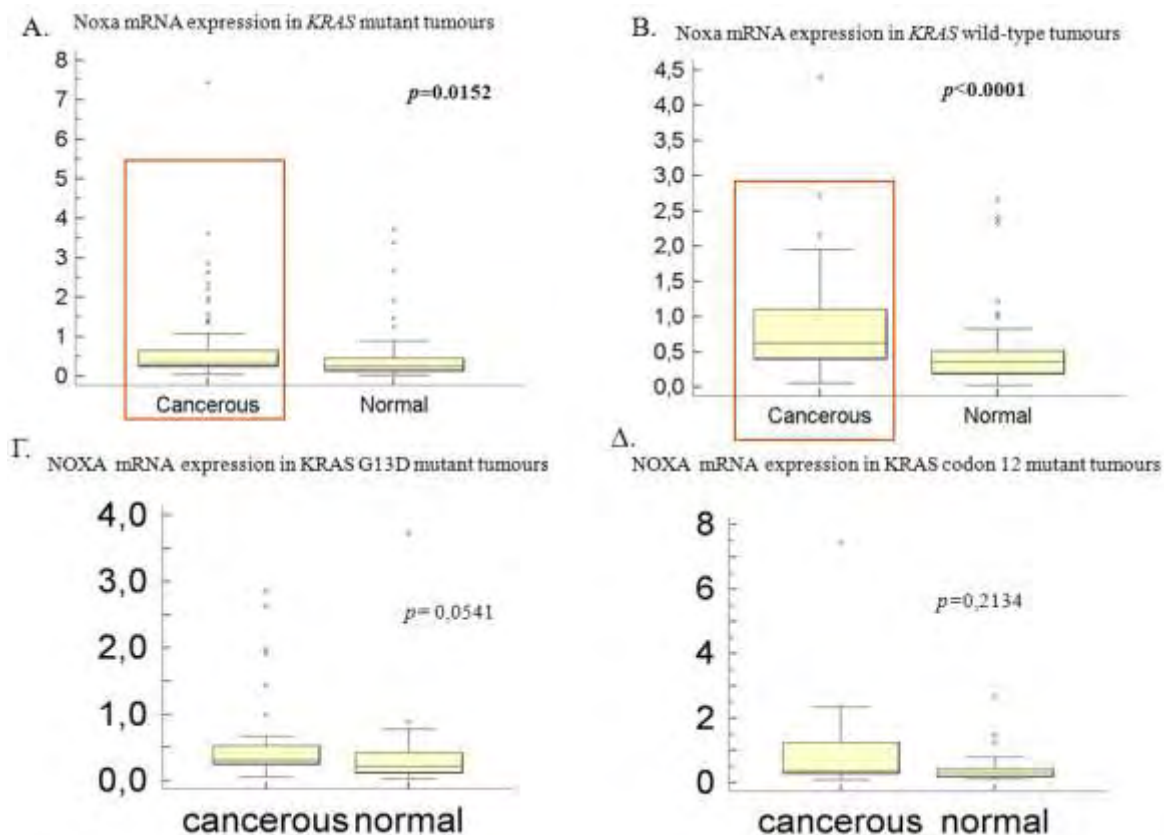 A.
Noxa mRNA expression in KRAS mutant tumours
8
7
6
5
4
3
2
1
0
p=0.0152
Cancerous
Normal
B.
Noxa mRNA expression in KRAS wild-type tumours
4,5
4,0
3,5
3,0
2,5
2,0
1,5
1,0
0,5
0,0
p<0.0001
Cancerous
Normal
Γ.
NOXA mRNA expression in KRAS G13D mutant tumours
4,0
3,0
2,0
1,0
0,0
p= 0,0541
cancerous normal
Δ.
NOXA mRNA expression in KRAS codon 12 mutant tumours
8
6
4
2
0
p=0,2134
cancerous normal